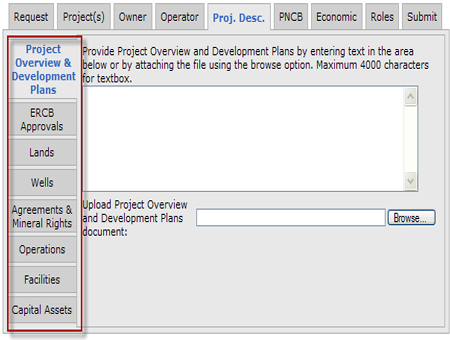 Request Project(s) Owner Operator Proj. Desc. PNCB Economic Roles Submit
Project
Overview &
Development
Plans
ERCB
Approvals
Lands
Wells
Agreements &
Mineral Rights
Operations
Facilities
Capital Assets
Provide Project Overview and Development Plans by entering text in the area
below or by attaching the file using the browse option. Maximum 4000 characters
for textbox.
Upload Project Overview
and Development Plans
document:
Browse...